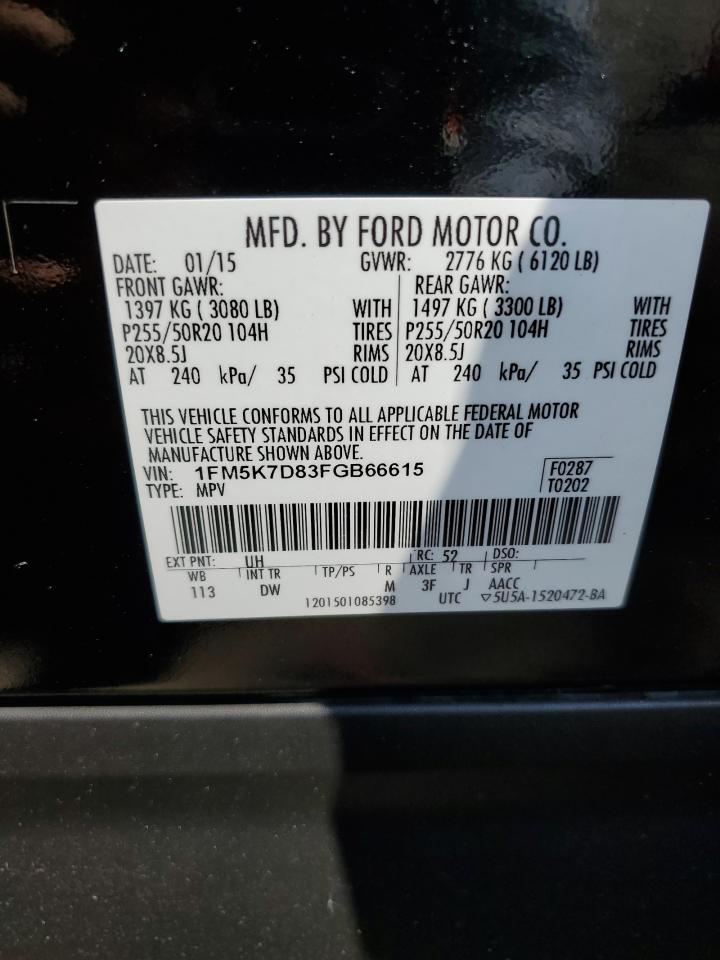 MFD. BY FORD MOTOR CO.
DATE: 01/15 GVWR: 2776 KG ( 6120 LB)
FRONT GAWR: REAR GAWR:
1397 KG ( 3080 LB) WITH 1497 KG ( 3300 LB) WITH
P255/50R20 104H TIRES P255/50R20 104H TIRES
20X8.5J RIMS 20X8.5J RIMS
AT 240 kPa/ 35 PSI COLD AT 240 kPa/ 35 PSI COLD
THIS VEHICLE CONFORMS TO ALL APPLICABLE FEDERAL MOTOR
VEHICLE SAFETY STANDARDS IN EFFECT ON THE DATE OF
MANUFACTURE SHOWN ABOVE.
VIN: 1FM5K7D83FGB66615 F0287
TYPE: MPV T0202
EXT PNT: UH RC: 52 DSO:
WB INT TR TP/PS R AXLE TR SPR
113 DW M 3F J AACC
1201501085398 UTC ▽5U5A-1520472-BA